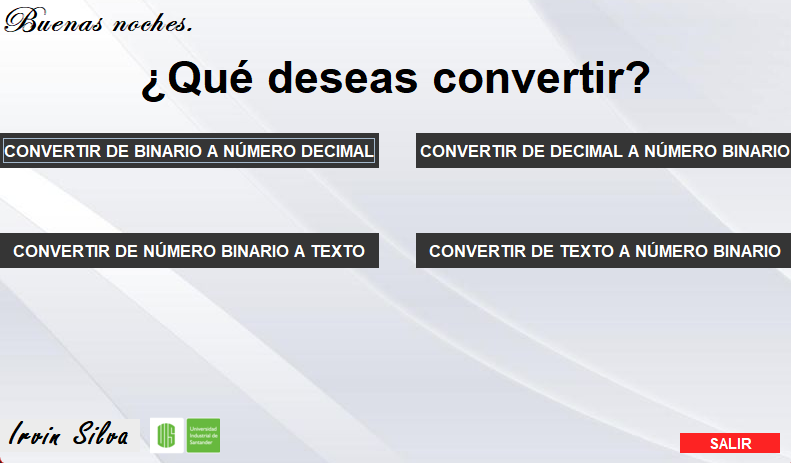 Buenas noches.
¿Qué deseas convertir?
CONVERTIR DE BINARIO A NÚMERO DECIMAL
CONVERTIR DE DECIMAL A NÚMERO BINARIO
CONVERTIR DE NÚMERO BINARIO A TEXTO
CONVERTIR DE TEXTO A NÚMERO BINARIO
Irvin Silva
UIS
Universidad
Industrial de
Santander
SALIR